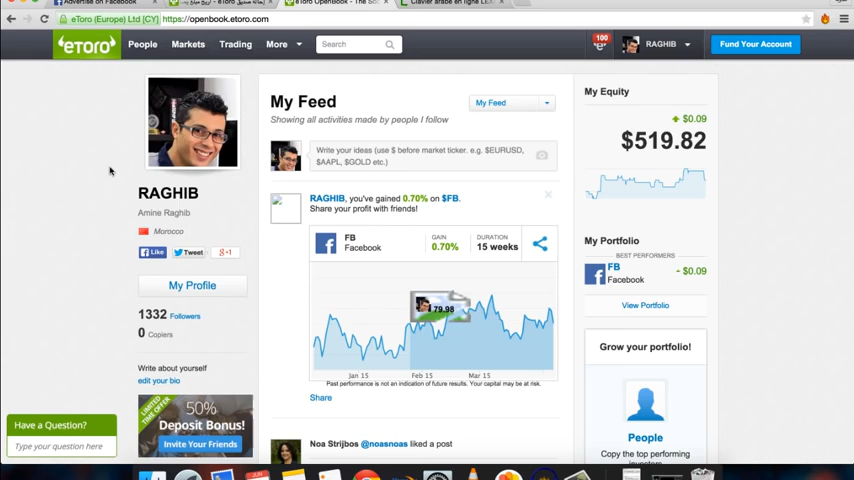 Advertise on Facebook
eToro OpenBook - The Soc
Clavier arabe en ligne LEX
eToro (Europe) Ltd [CY]
https://openbook.etoro.com
eToro
People
Markets
Trading
More
Search
100
RAGHIB
Fund Your Account
RAGHIB
Amine Raghib
Morocco
Like
Tweet
+1
My Profile
1332 Followers
0 Copiers
Write about yourself
edit your bio
LIMITED TIME OFFER
50%
Deposit Bonus!
Invite Your Friends
Have a Question?
Type your question here
My Feed
My Feed
Showing all activities made by people I follow
Write your ideas (use $ before market ticker. e.g. $EURUSD,
$AAPL, $GOLD etc.)
RAGHIB, you've gained 0.70% on $FB.
Share your profit with friends!
FB
Facebook
GAIN
0.70%
DURATION
15 weeks
79.98
Jan 15
Feb 15
Mar 15
Past performance is not an indication of future results. Your capital may be at risk.
Share
Noa Strijbos @noasnoas liked a post
My Equity
$0.09
$519.82
My Portfolio
BEST PERFORMERS
FB
Facebook
- $0.09
View Portfolio
Grow your portfolio!
People
Copy the top performing
investors